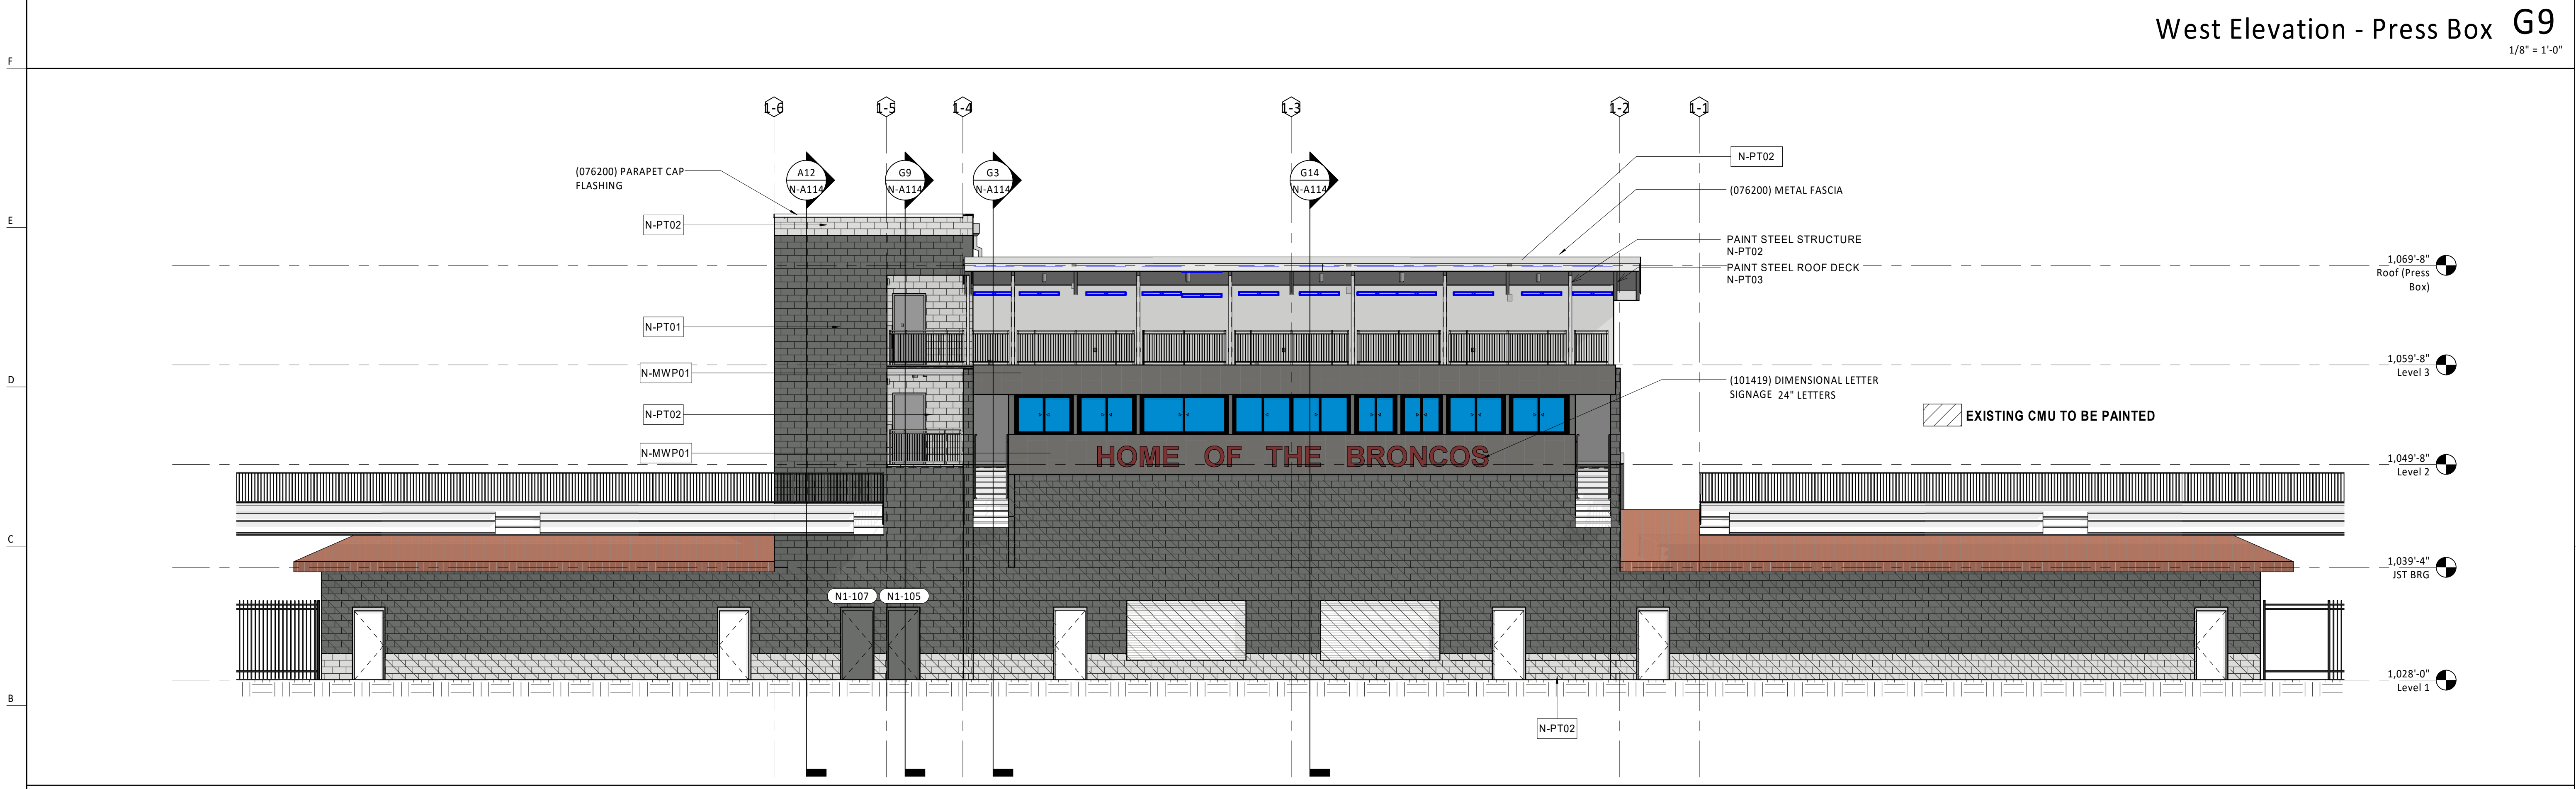 West Elevation - Press Box G9
1/8" = 1'-0"
F
1-6
1-5
1-4
1-3
1-2
1-1
(076200) PARAPET CAP
FLASHING
A12
N-A114
G9
N-A114
G3
N-A114
G14
N-A114
N-PT02
(076200) METAL FASCIA
E
N-PT02
PAINT STEEL STRUCTURE
N-PT02
PAINT STEEL ROOF DECK
N-PT03
1,069'-8"
Roof (Press
Box)
N-PT01
1,059'-8"
Level 3
N-MWP01
D
(101419) DIMENSIONAL LETTER
SIGNAGE 24" LETTERS
N-PT02
EXISTING CMU TO BE PAINTED
N-MWP01
HOME OF THE BRONCOS
1,049'-8"
Level 2
C
1,039'-4"
JST BRG
N1-107
N1-105
1,028'-0"
Level 1
B
N-PT02